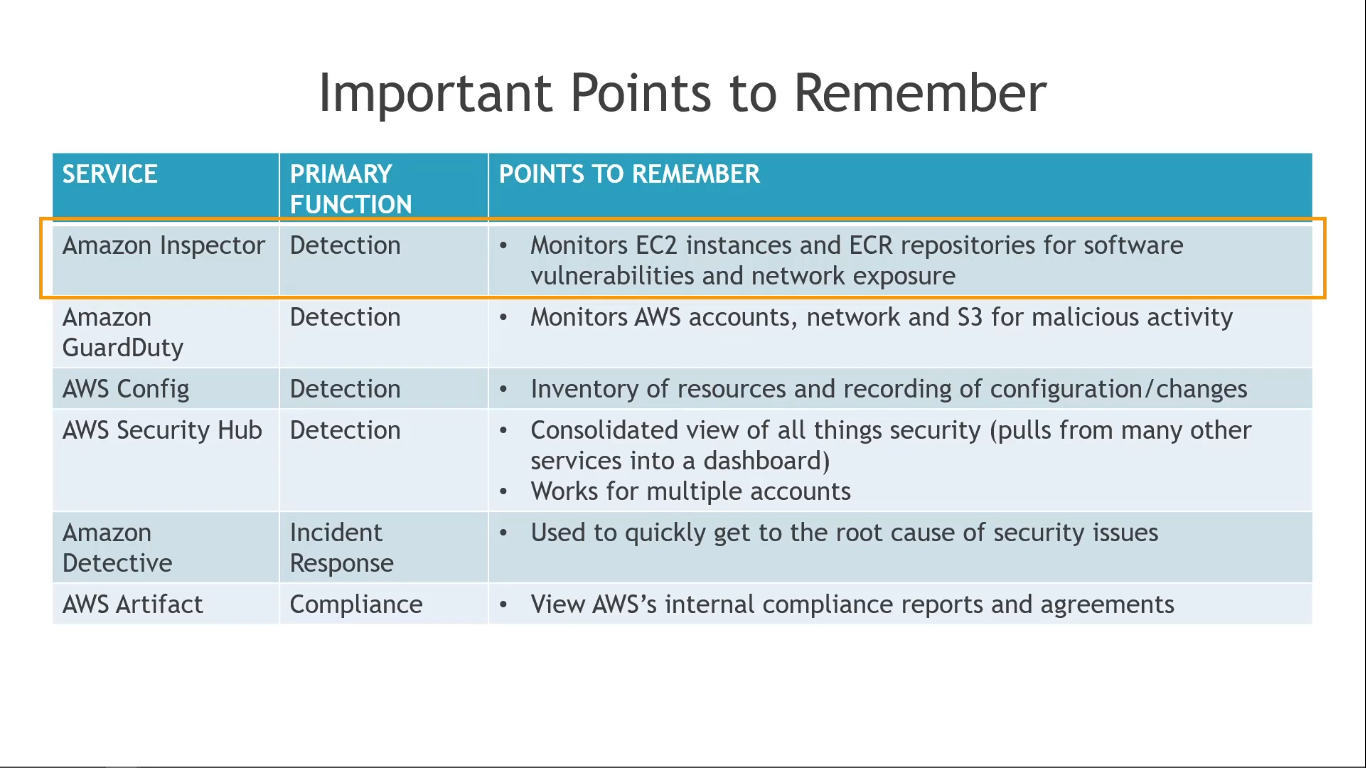 Important Points to Remember
SERVICE
PRIMARY
FUNCTION
POINTS TO REMEMBER
Amazon Inspector
Detection
• Monitors EC2 instances and ECR repositories for software
vulnerabilities and network exposure
Amazon
GuardDuty
Detection
• Monitors AWS accounts, network and S3 for malicious activity
AWS Config
Detection
• Inventory of resources and recording of configuration/changes
AWS Security Hub
Detection
• Consolidated view of all things security (pulls from many other
services into a dashboard)
• Works for multiple accounts
Amazon
Detective
Incident
Response
• Used to quickly get to the root cause of security issues
AWS Artifact
Compliance
• View AWS’s internal compliance reports and agreements